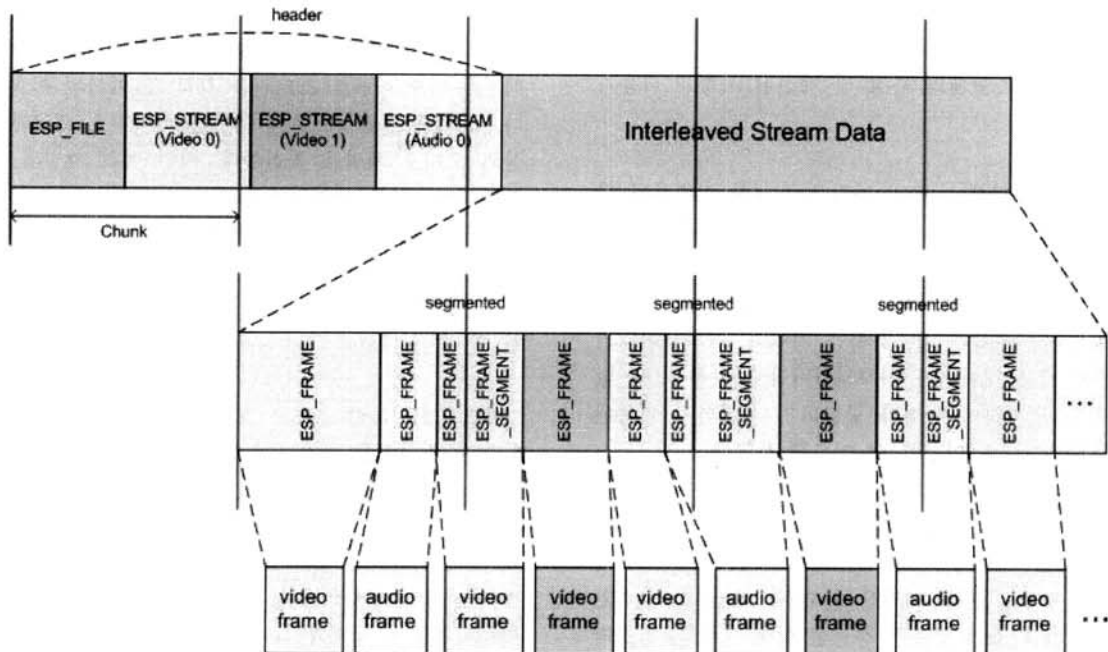 header
ESP_FILE
ESP_STREAM
(Video 0)
ESP_STREAM
(Video 1)
ESP_STREAM
(Audio 0)
Interleaved Stream Data
Chunk
segmented
segmented
segmented
ESP_FRAME
ESP_FRAME
ESP_FRAME
ESP_FRAME
_SEGMENT
ESP_FRAME
ESP_FRAME
ESP_FRAME
ESP_FRAME
_SEGMENT
ESP_FRAME
ESP_FRAME
ESP_FRAME
_SEGMENT
ESP_FRAME
...
video
frame
audio
frame
video
frame
video
frame
video
frame
audio
frame
video
frame
audio
frame
video
frame
...